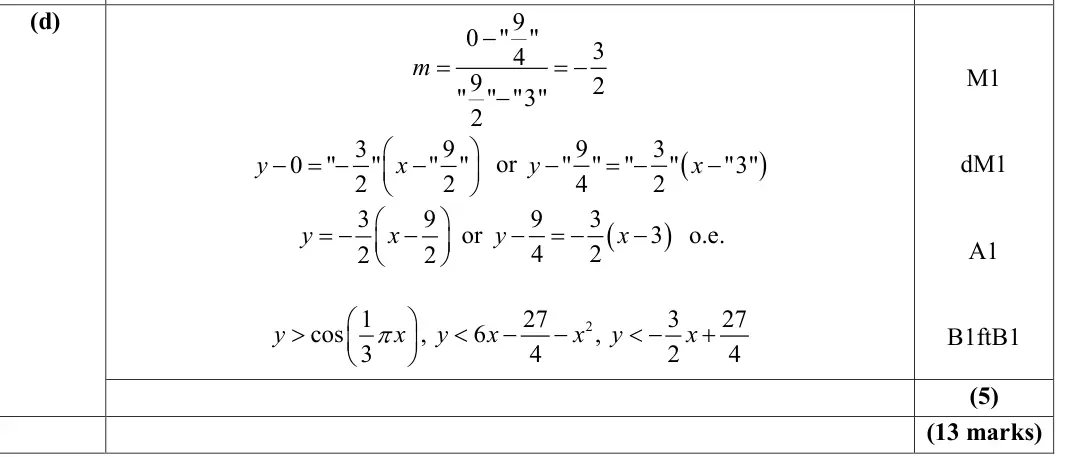 (d)
m = (0 − "9/4") / ("9/2" − "3") = −3/2
M1
y − 0 = "−3/2"(x − "9/2") or y − "9/4" = "−3/2"(x − "3")
dM1
y = −3/2(x − 9/2) or y − 9/4 = −3/2(x − 3) o.e.
A1
y > cos(1/3 πx), y < 6x − 27/4 − x², y < −3/2 x + 27/4
B1ftB1
(5)
(13 marks)